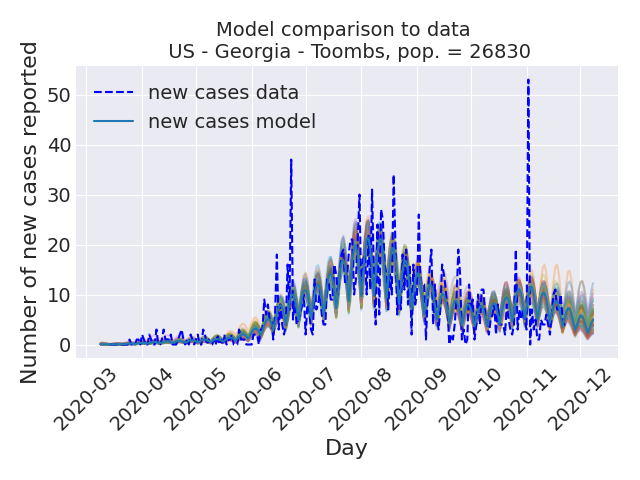 Model comparison to data
US - Georgia - Toombs, pop. = 26830
Number of new cases reported
50
40
30
20
10
0
new cases data
new cases model
2020-03
2020-04
2020-05
2020-06
2020-07
2020-08
2020-09
2020-10
2020-11
2020-12
Day